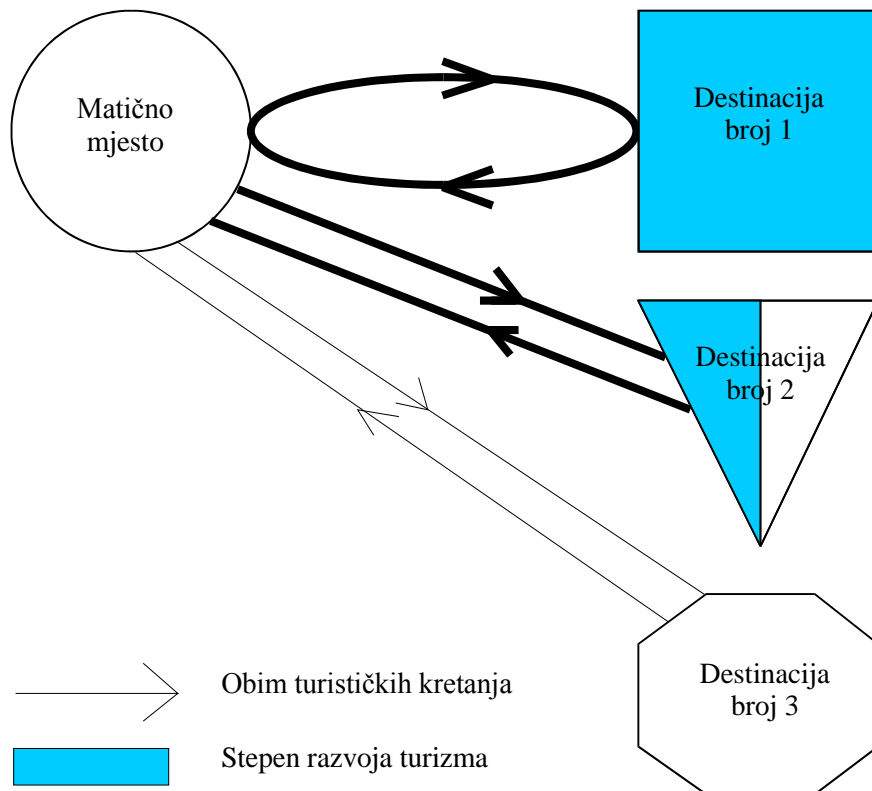 Matično
mjesto
Destinacija
broj 1
Destinacija
broj 2
Destinacija
broj 3
Obim turističkih kretanja
Stepen razvoja turizma